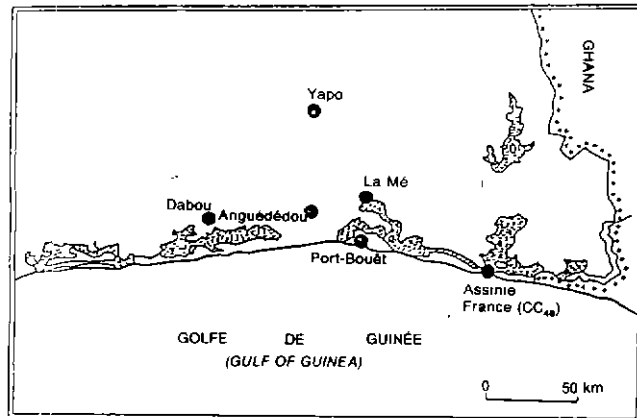 GHANA
Yapo
La Mé
Dabou
Anguédédou
Port-Bouêt
Assinie
France (CC₄₈)
GOLFE DE GUINÉE
(GULF OF GUINEA)
0 50 km